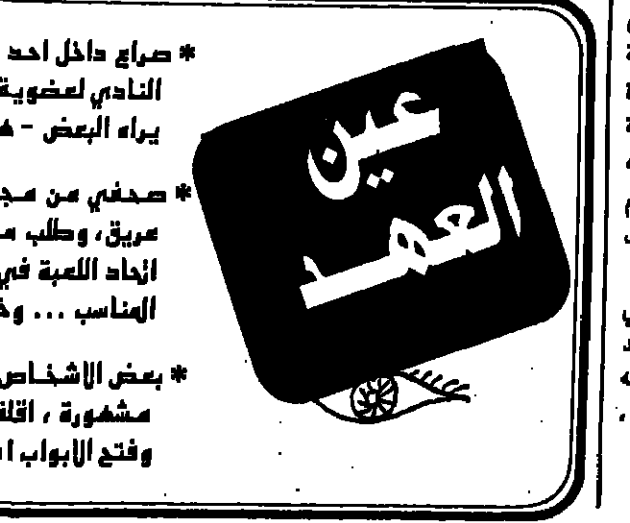 عين
العهد
* صراع داخل احد
النادي لعضوية
يراه البعض - ه
* صحفي من مج
عريق، وطلب م
اتحاد اللعبة في
المناسب ... وخ
* بعض الاشخاص
مشهورة ، اقلق
وفتح الابواب ا